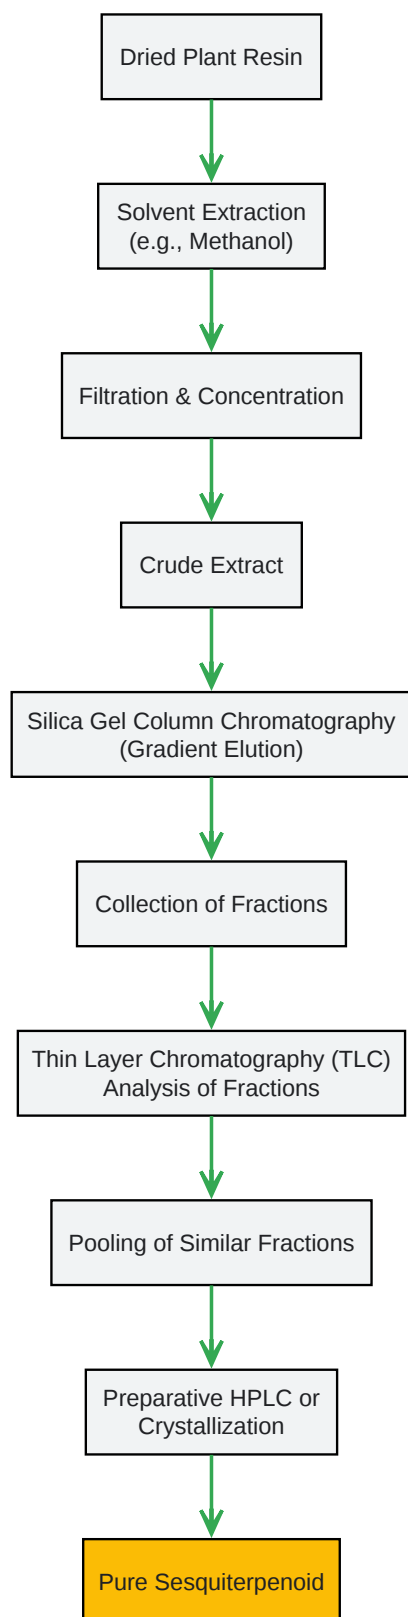 Dried Plant Resin
Solvent Extraction
(e.g., Methanol)
Filtration & Concentration
Crude Extract
Silica Gel Column Chromatography
(Gradient Elution)
Collection of Fractions
Thin Layer Chromatography (TLC)
Analysis of Fractions
Pooling of Similar Fractions
Preparative HPLC or
Crystallization
Pure Sesquiterpenoid